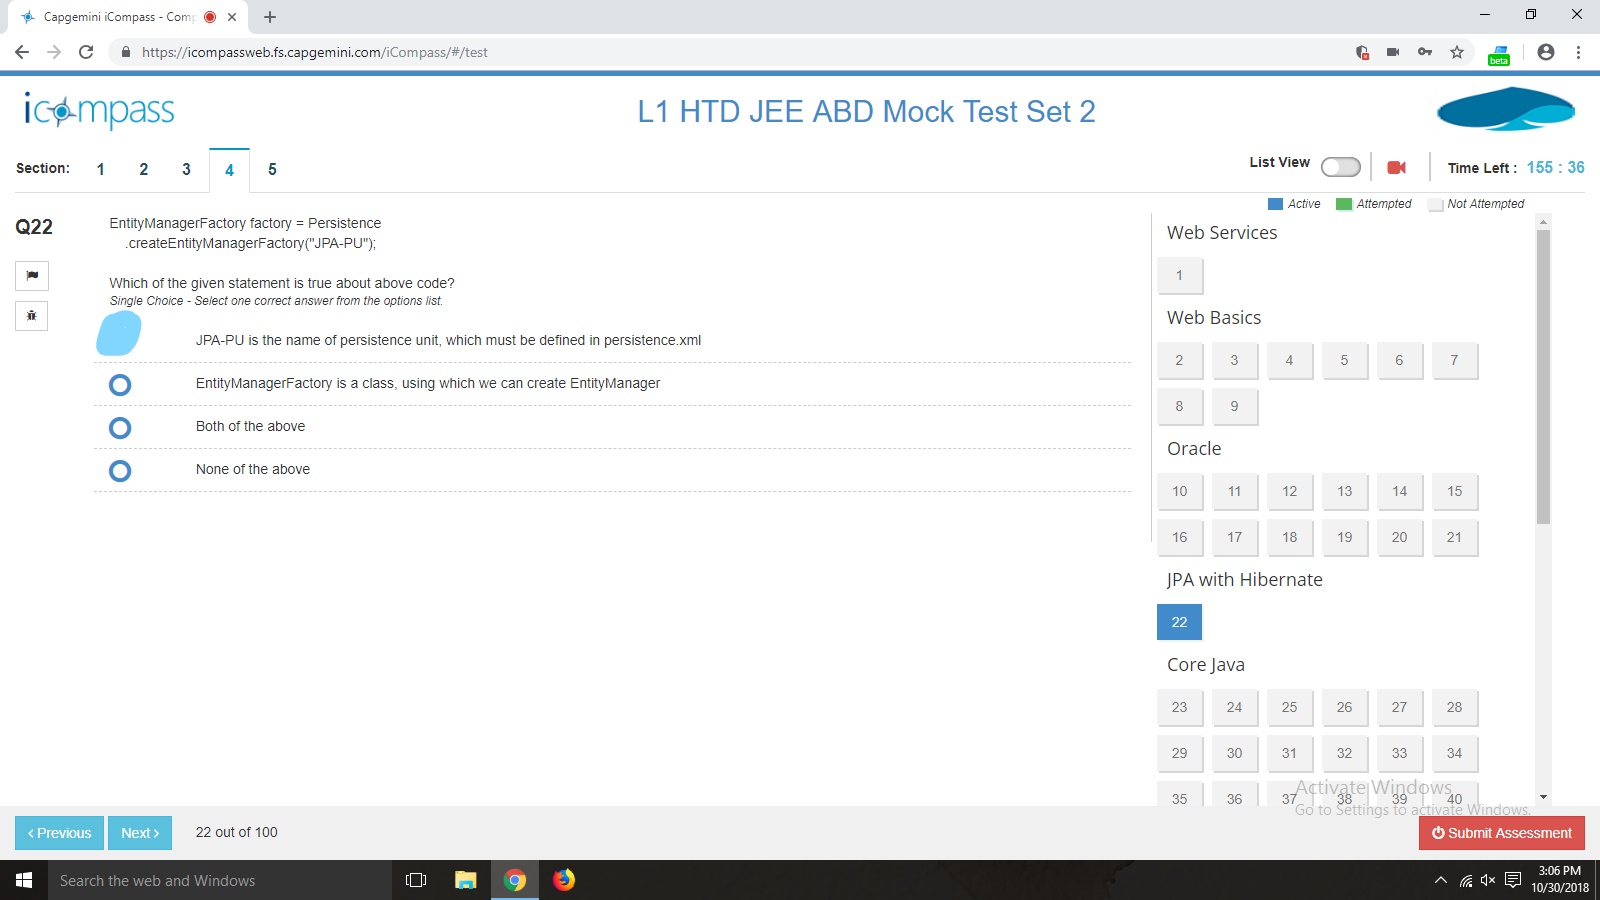 Capgemini iCompass - Comp
https://icompassweb.fs.capgemini.com/iCompass/#/test
beta
icompass
L1 HTD JEE ABD Mock Test Set 2
Section: 1 2 3 4 5
List View
Time Left : 155 : 36
Active Attempted Not Attempted
Q22
EntityManagerFactory factory = Persistence
.createEntityManagerFactory("JPA-PU");
Which of the given statement is true about above code?
Single Choice - Select one correct answer from the options list.
JPA-PU is the name of persistence unit, which must be defined in persistence.xml
EntityManagerFactory is a class, using which we can create EntityManager
Both of the above
None of the above
Web Services
1
Web Basics
2 3 4 5 6 7
8 9
Oracle
10 11 12 13 14 15
16 17 18 19 20 21
JPA with Hibernate
22
Core Java
23 24 25 26 27 28
29 30 31 32 33 34
35 36 37 38 39 40
Activate Windows
Go to Settings to activate Windows.
Previous
Next
22 out of 100
Submit Assessment
Search the web and Windows
3:06 PM
10/30/2018